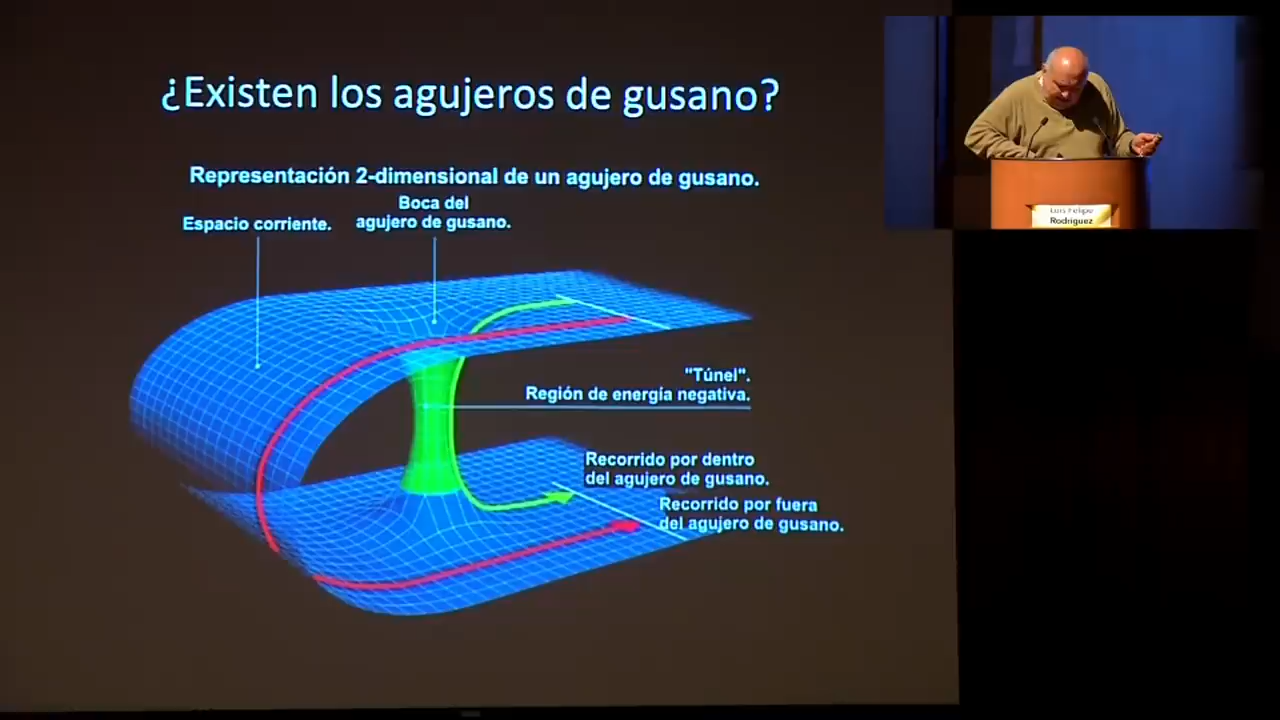 ¿Existen los agujeros de gusano?
Representación 2-dimensional de un agujero de gusano.
Espacio corriente.
Boca del
agujero de gusano.
"Túnel".
Región de energía negativa.
Recorrido por dentro
del agujero de gusano.
Recorrido por fuera
del agujero de gusano.
Luis Felipe
Rodríguez